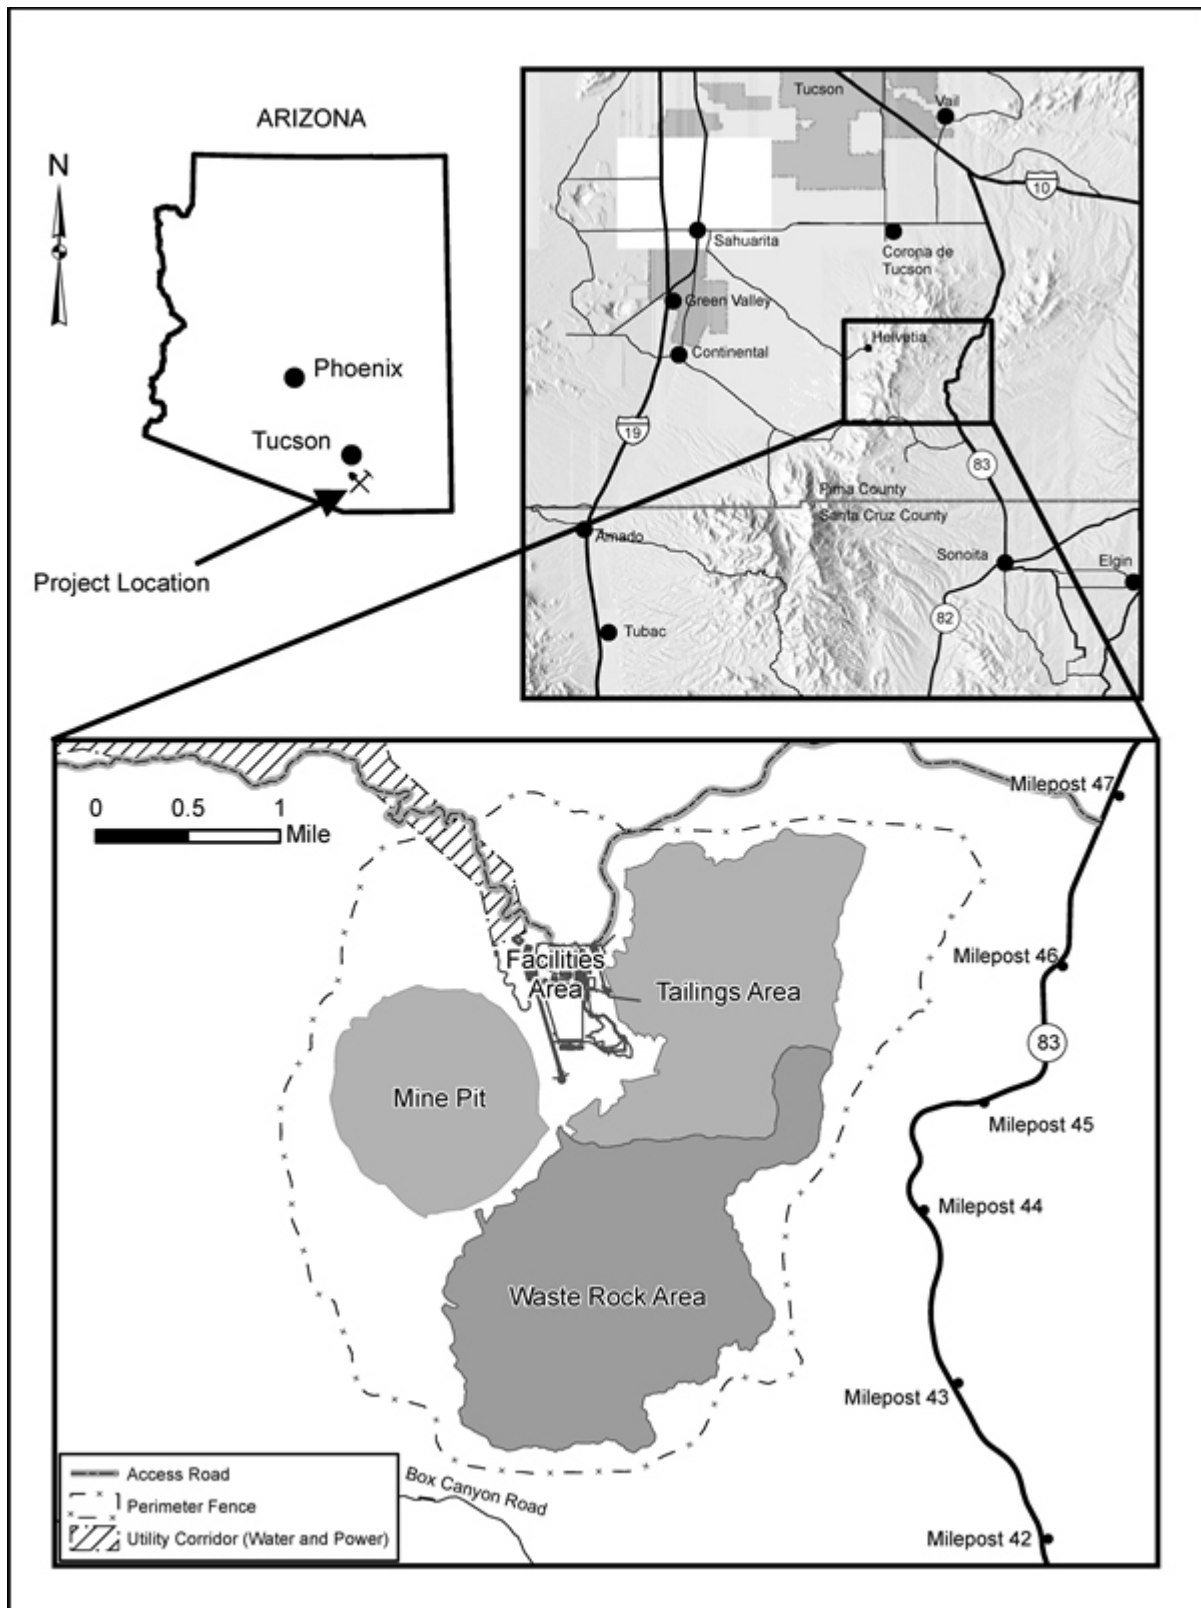 ARIZONA
N
Phoenix
Tucson
Project Location
Tucson
Vail
10
Sahuarita
Corona de
Tucson
Green Valley
Helvetia
Continental
19
83
Pima County
Santa Cruz County
Amado
Sonoita
Elgin
82
Tubac
0 0.5 1
Mile
Milepost 47
Facilities
Area
Milepost 46
Tailings Area
83
Mine Pit
Milepost 45
Milepost 44
Waste Rock Area
Milepost 43
Box Canyon Road
Milepost 42
Access Road
Perimeter Fence
Utility Corridor (Water and Power)